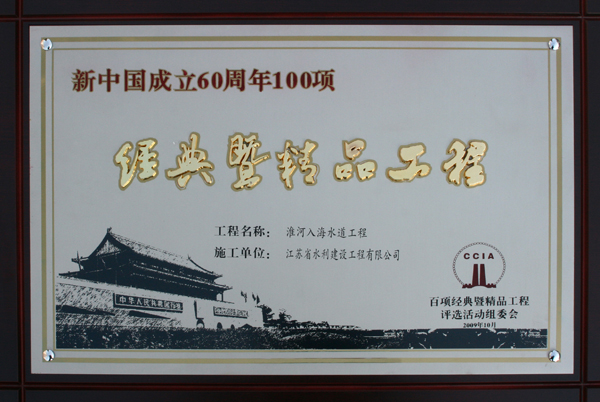 新中国成立60周年100项
经典暨精品工程
工程名称： 淮河入海水道工程
施工单位： 江苏省水利建设工程有限公司
CCIA
中华人民共和国万岁
百项经典暨精品工程
评选活动组委会
2009年10月